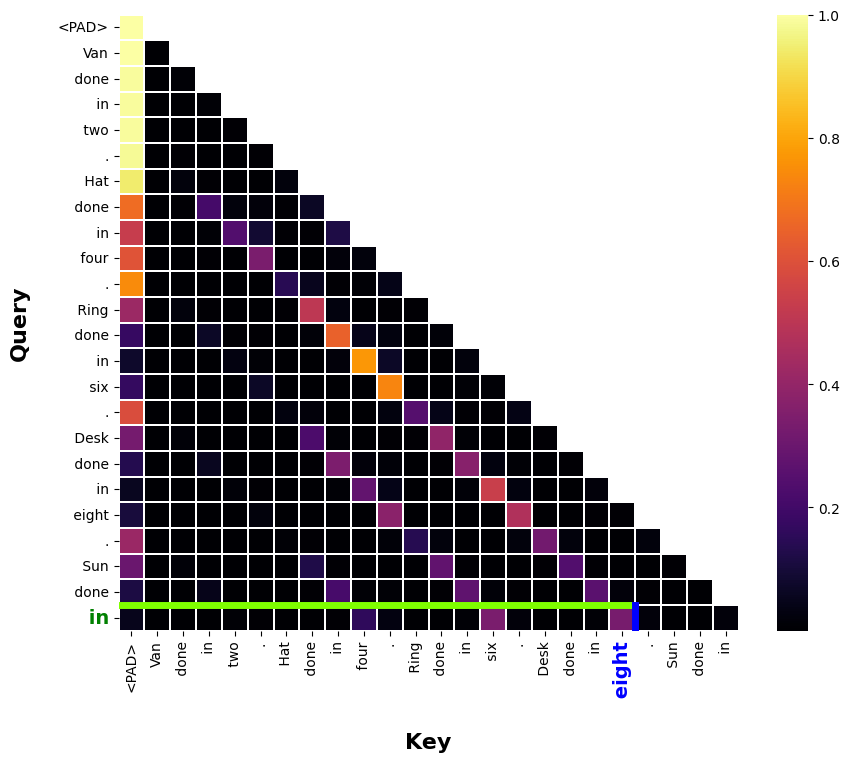 <PAD>
Van
done
in
two
.
Hat
done
in
four
.
Ring
done
in
six
.
Desk
done
in
eight
.
Sun
done
in
Query
<PAD>
Van
done
in
two
.
Hat
done
in
four
.
Ring
done
in
six
.
Desk
done
in
eight
.
Sun
done
in
Key
1.0
0.8
0.6
0.4
0.2